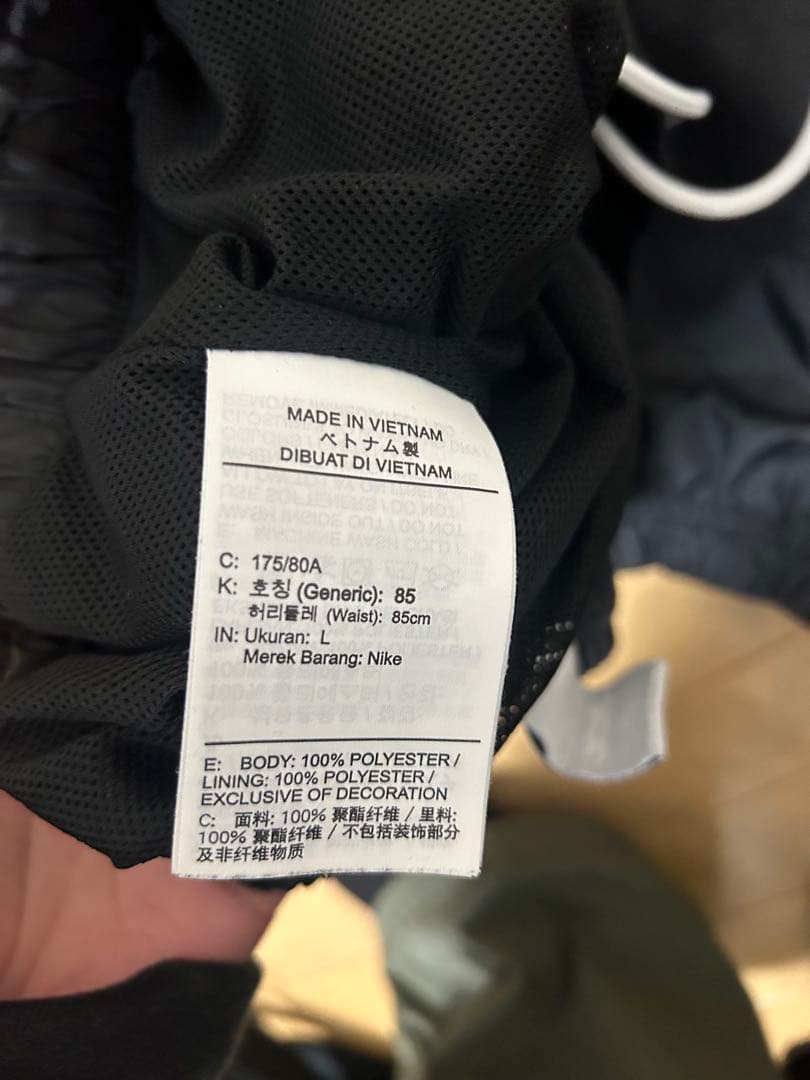 MADE IN VIETNAM
ベトナム製
DIBUAT DI VIETNAM
C: 175/80A
K: 호칭 (Generic): 85
허리둘레 (Waist): 85cm
IN: Ukuran: L
Merek Barang: Nike
E: BODY: 100% POLYESTER /
LINING: 100% POLYESTER /
EXCLUSIVE OF DECORATION
C: 面料: 100% 聚酯纤维 / 里料:
100% 聚酯纤维 / 不包括装饰部分
及非纤维物质